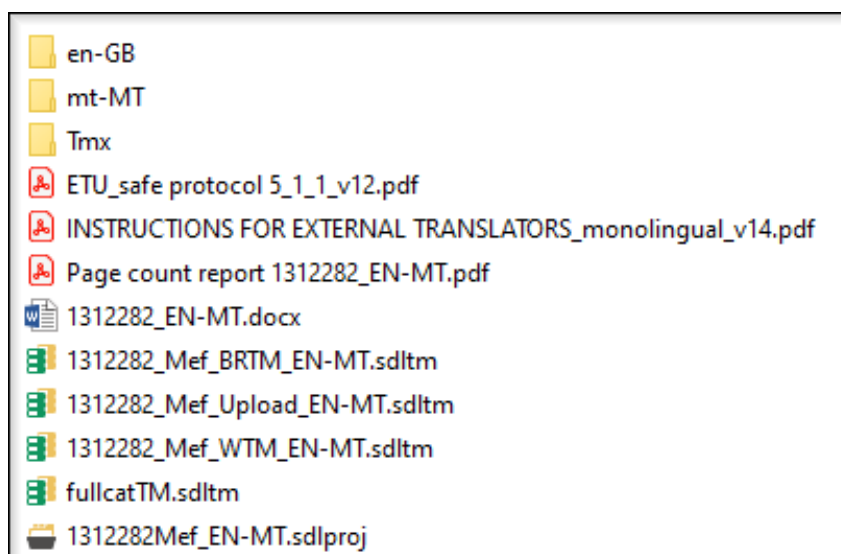 en-GB
mt-MT
Tmx
ETU_safe protocol 5_1_1_v12.pdf
INSTRUCTIONS FOR EXTERNAL TRANSLATORS_monolingual_v14.pdf
Page count report 1312282_EN-MT.pdf
1312282_EN-MT.docx
1312282_Mef_BRTM_EN-MT.sdltm
1312282_Mef_Upload_EN-MT.sdltm
1312282_Mef_WTM_EN-MT.sdltm
fullcatTM.sdltm
1312282Mef_EN-MT.sdlproj